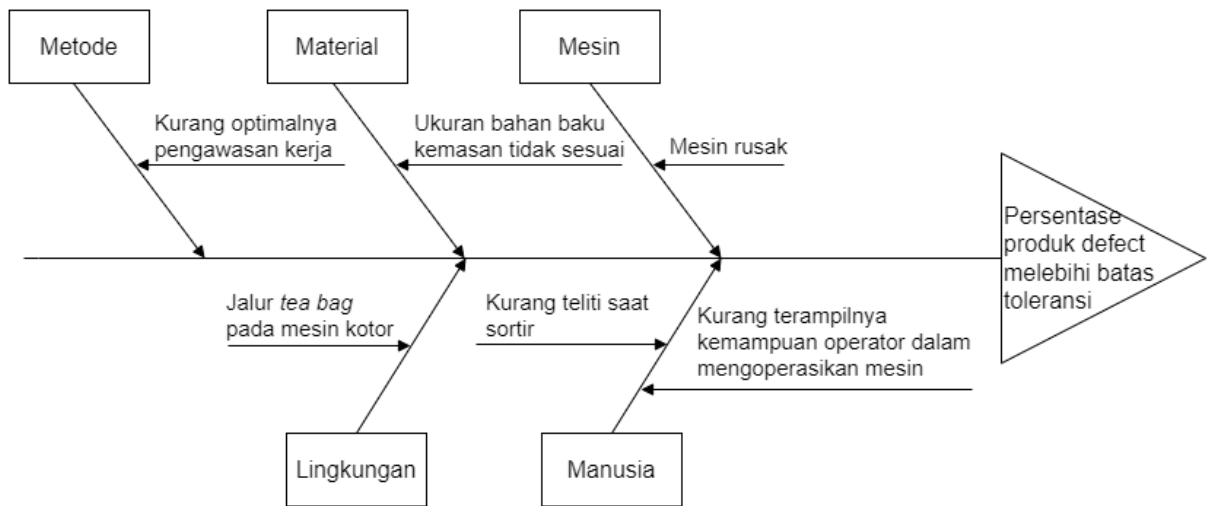 Metode
Material
Mesin
Kurang optimalnya
pengawasan kerja
Ukuran bahan baku
kemasan tidak sesuai
Mesin rusak
Persentase
produk defect
melebihi batas
toleransi
Jalur tea bag
pada mesin kotor
Kurang teliti saat
sortir
Kurang terampilnya
kemampuan operator dalam
mengoperasikan mesin
Lingkungan
Manusia